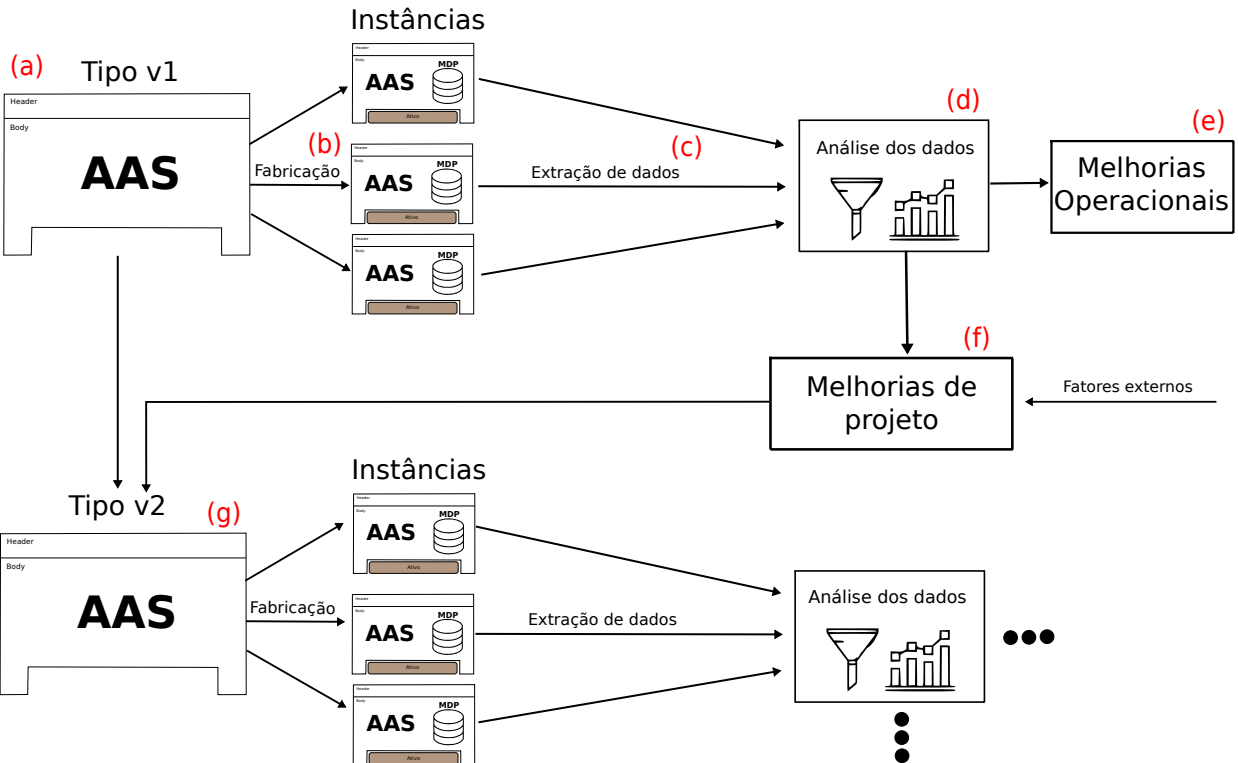 Instâncias
(a)
Tipo v1
Header
Body
AAS
Header
Body
MDP
AAS
Ativo
(b)
Fabricação
Header
Body
MDP
AAS
Ativo
Header
Body
MDP
AAS
Ativo
(c)
Extração de dados
(d)
Análise dos dados
(e)
Melhorias
Operacionais
(f)
Melhorias de
projeto
Fatores externos
Instâncias
Tipo v2
(g)
Header
Body
AAS
Header
Body
MDP
AAS
Ativo
Fabricação
Header
Body
MDP
AAS
Ativo
Header
Body
MDP
AAS
Ativo
Extração de dados
Análise dos dados